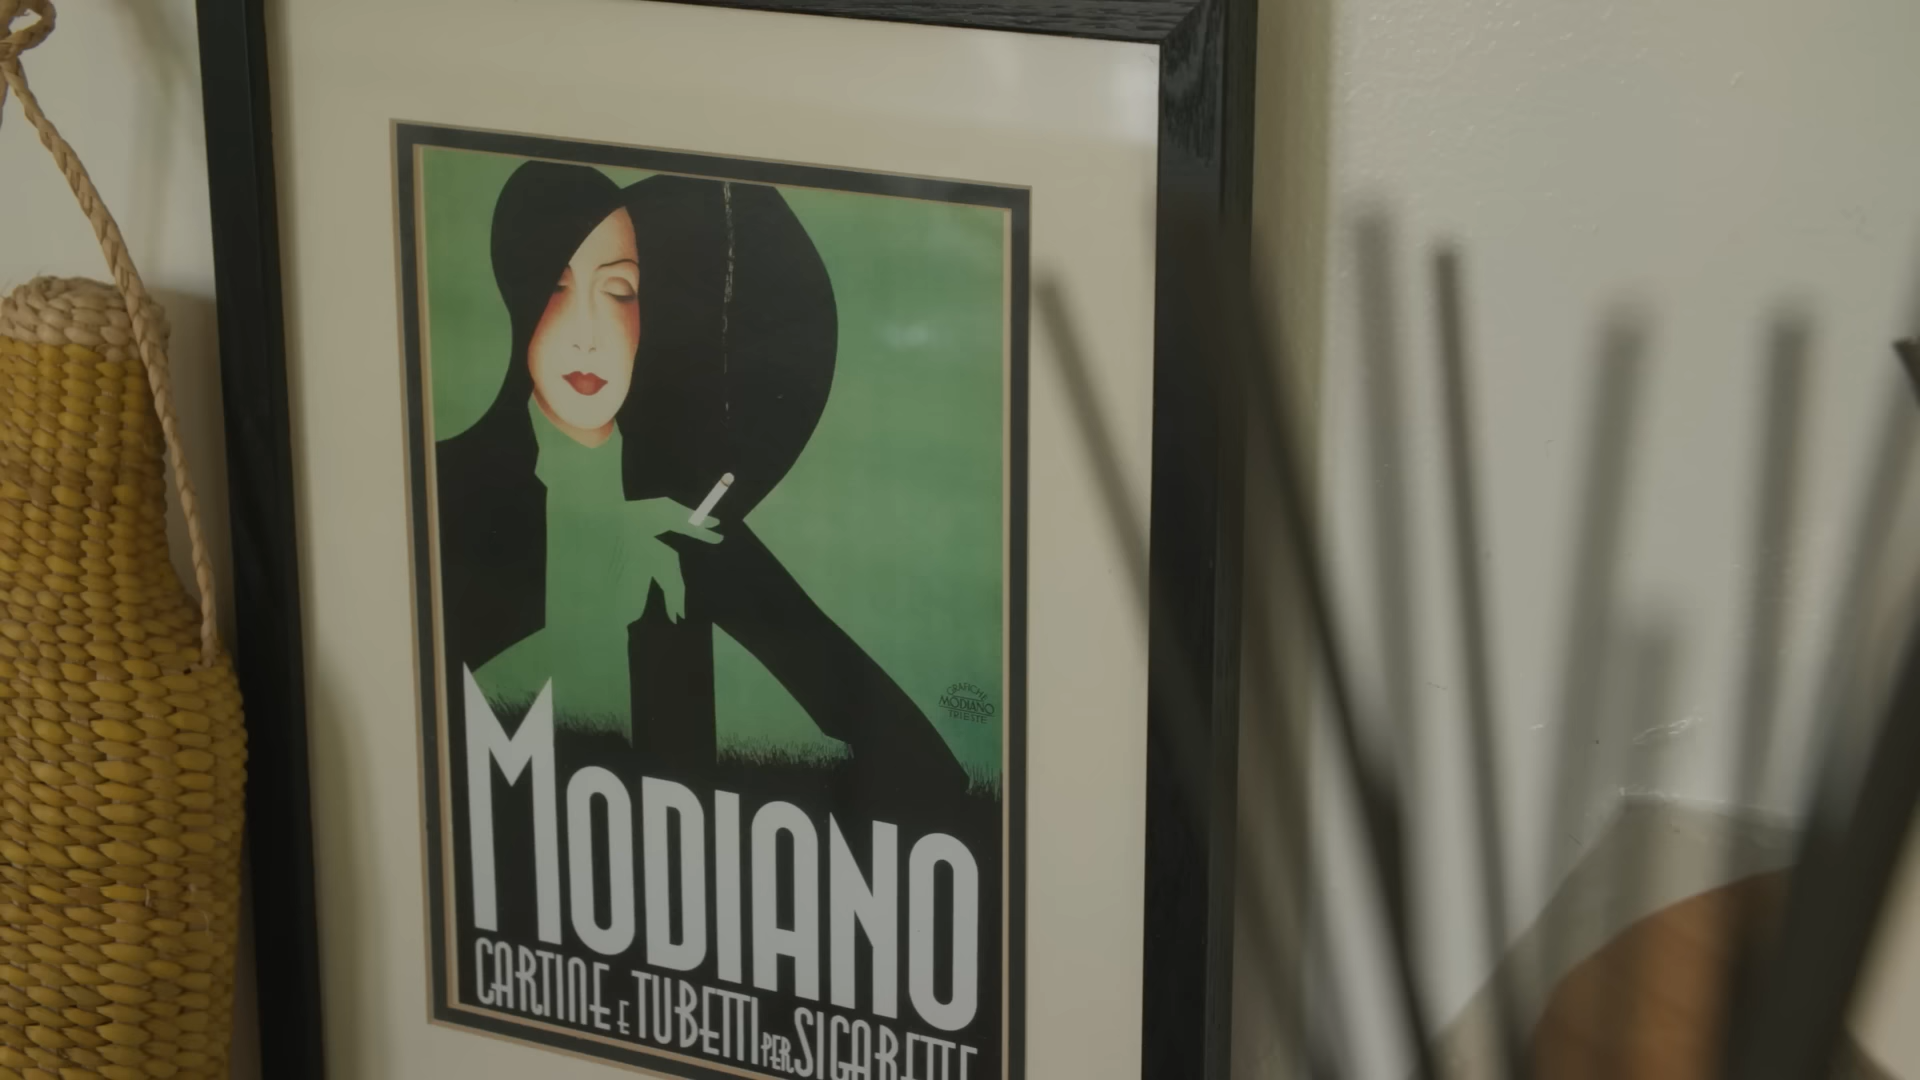 GRAFICHE
MODIANO
TRIESTE
MODIANO
CARTINE E TUBETTI PER SIGARETTE